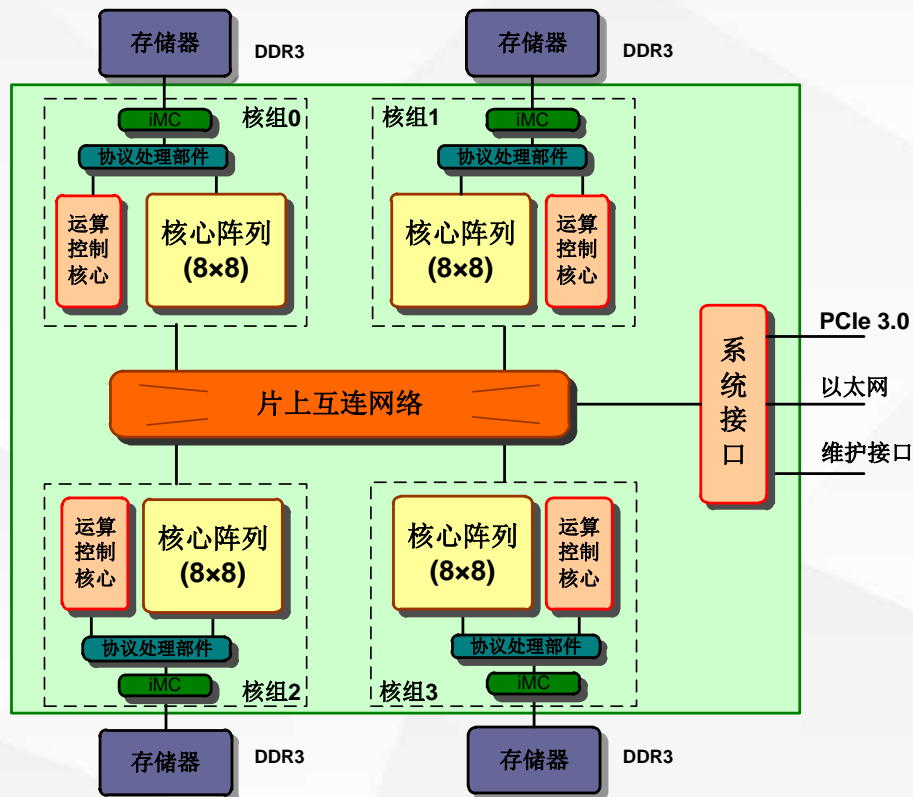 存储器
DDR3
存储器
DDR3
iMC
核组0
核组1
iMC
协议处理部件
协议处理部件
运算
控制
核心
核心阵列
(8×8)
核心阵列
(8×8)
运算
控制
核心
片上互连网络
系
统
接
口
PCIe 3.0
以太网
维护接口
运算
控制
核心
核心阵列
(8×8)
核心阵列
(8×8)
运算
控制
核心
协议处理部件
协议处理部件
iMC
核组2
核组3
iMC
存储器
DDR3
存储器
DDR3